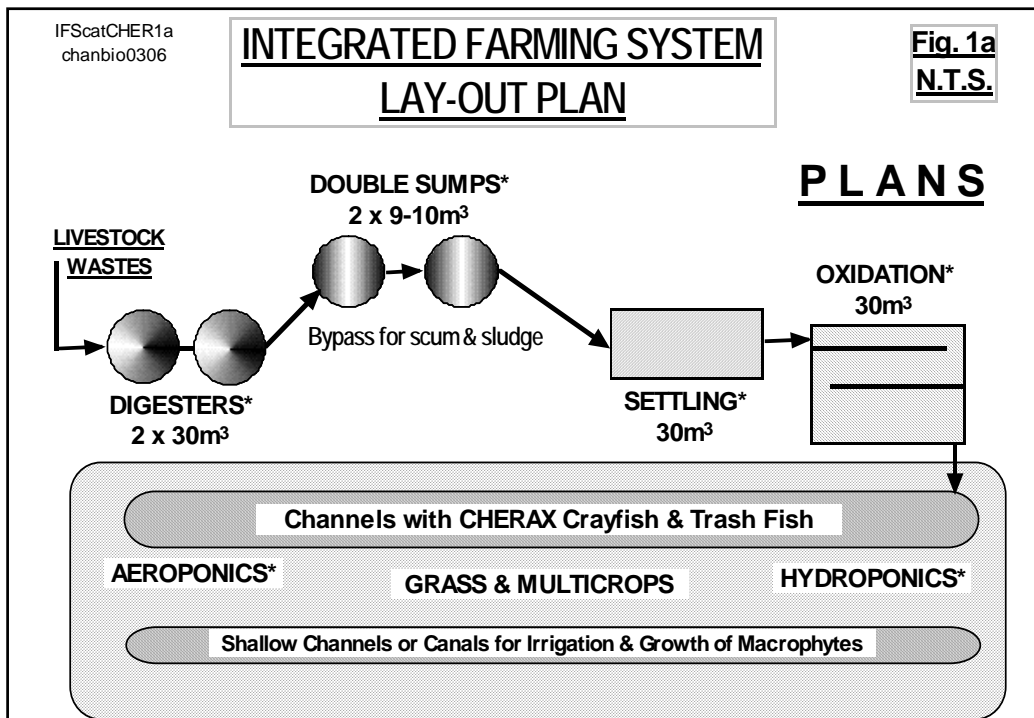 IFScatCHER1a
chanbio0306
INTEGRATED FARMING SYSTEM
LAY-OUT PLAN
Fig. 1a
N.T.S.
PLANS
DOUBLE SUMPS*
2 x 9-10m³
LIVESTOCK
WASTES
OXIDATION*
30m³
Bypass for scum & sludge
DIGESTERS*
2 x 30m³
SETTLING*
30m³
Channels with CHERAX Crayfish & Trash Fish
AEROPONICS*
GRASS & MULTICROPS
HYDROPONICS*
Shallow Channels or Canals for Irrigation & Growth of Macrophytes